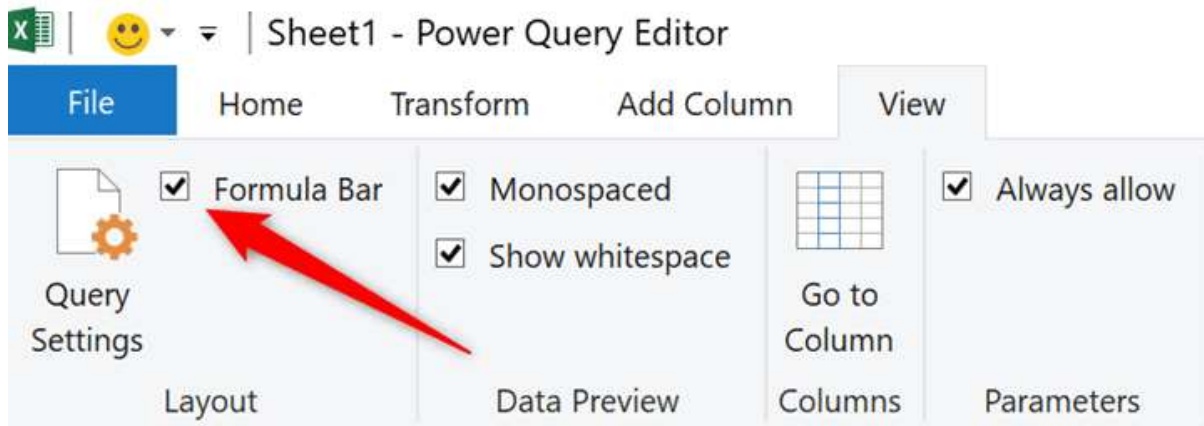 Sheet1 - Power Query Editor
File Home Transform Add Column View
Formula Bar
Monospaced
Always allow
Show whitespace
Query
Settings
Go to
Column
Layout Data Preview Columns Parameters